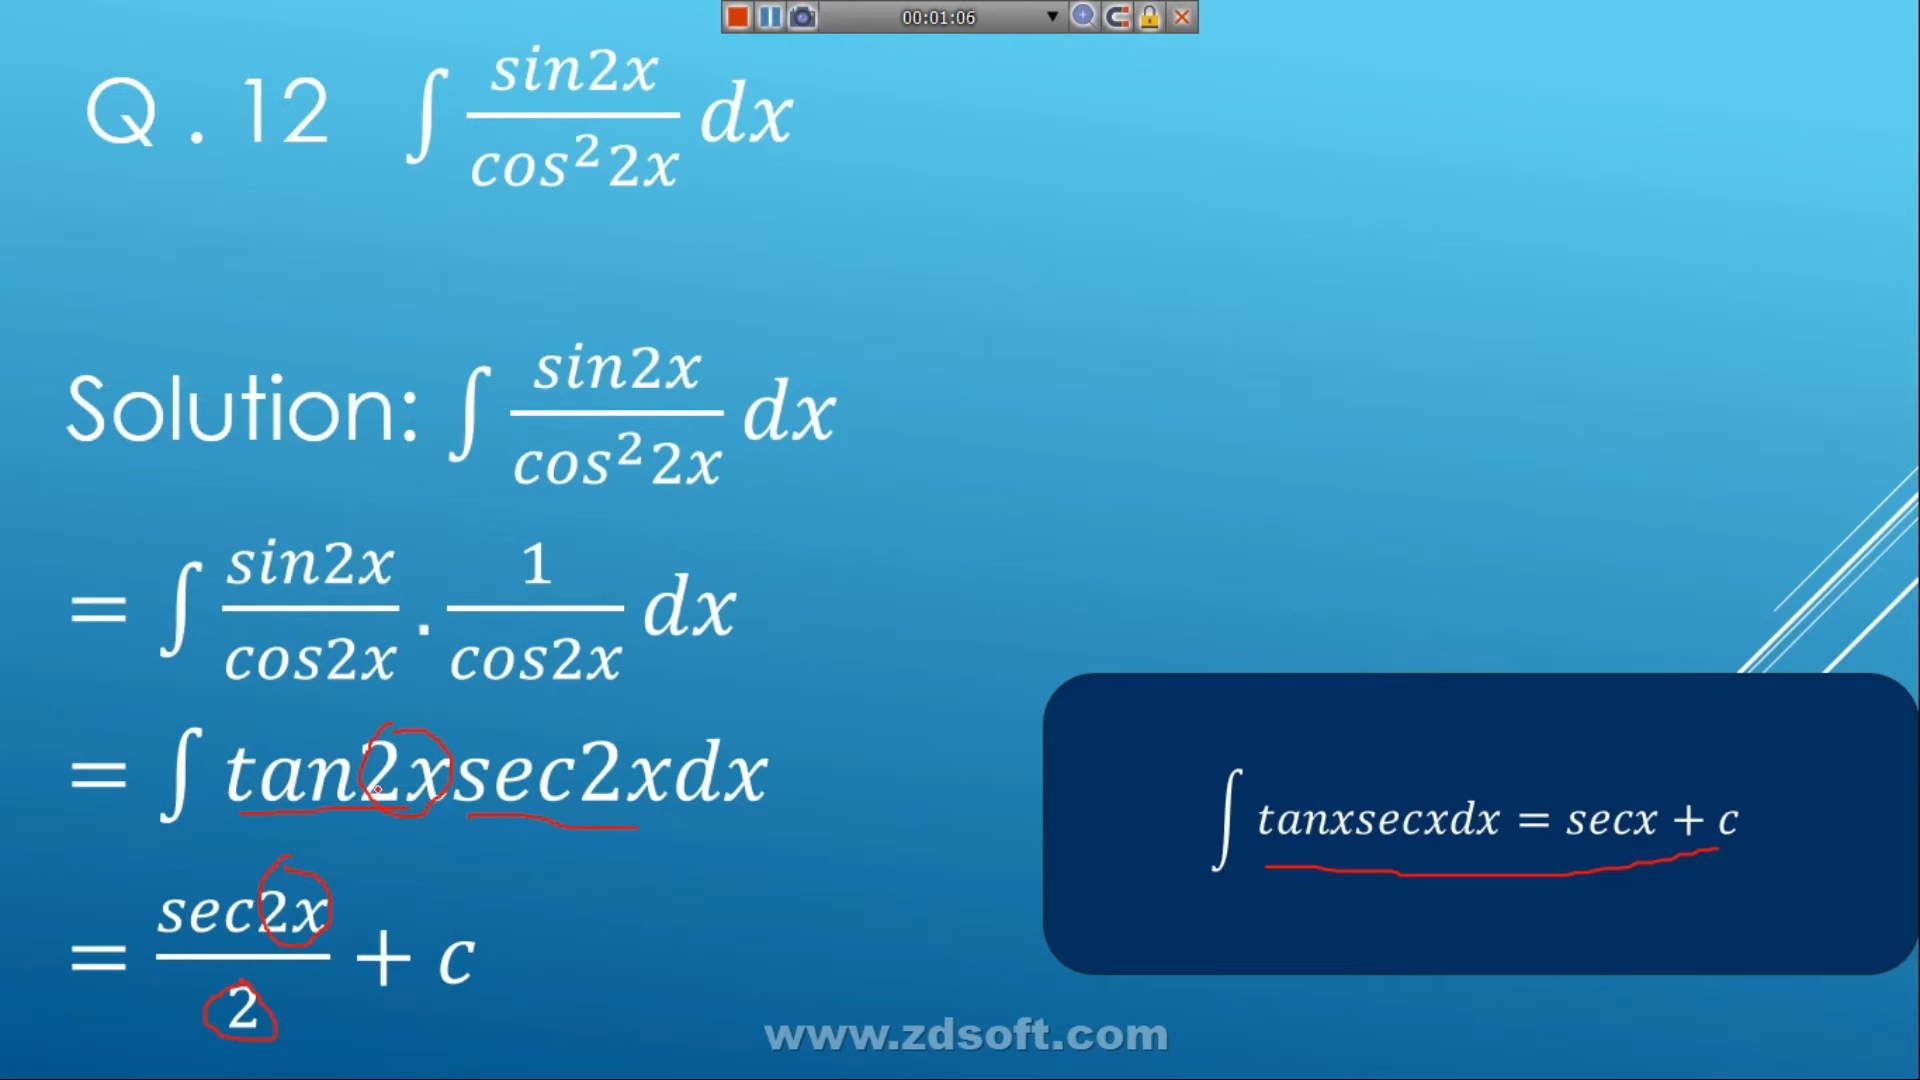 00:01:06
Q . 12 ∫ sin2x/cos²2x dx
Solution: ∫ sin2x/cos²2x dx
= ∫ sin2x/cos2x . 1/cos2x dx
= ∫ tan2xsec2xdx
∫ tanxsecxdx = secx + c
= sec2x/2 + c
www.zdsoft.com